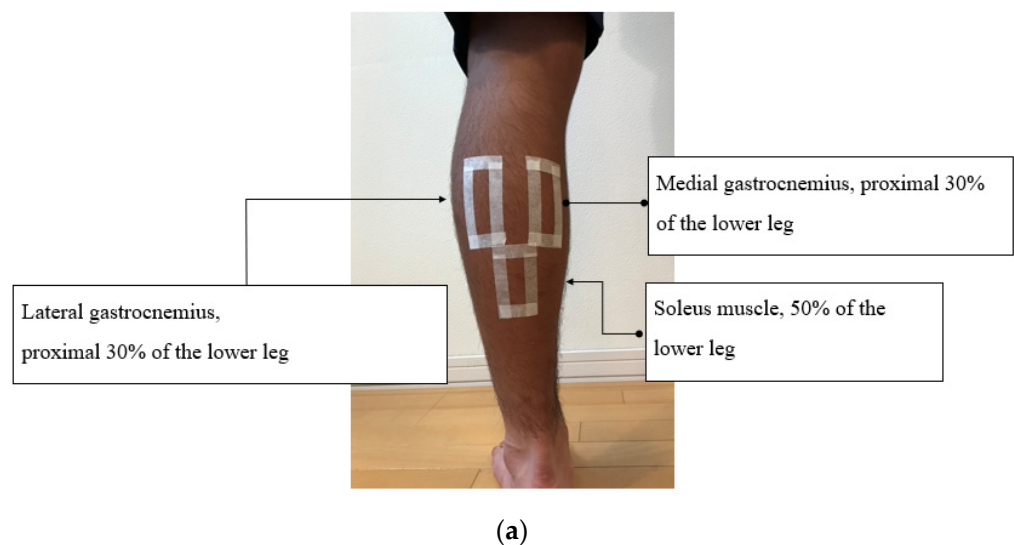 Medial gastrocnemius, proximal 30%
of the lower leg
Lateral gastrocnemius,
proximal 30% of the lower leg
Soleus muscle, 50% of the
lower leg
(a)